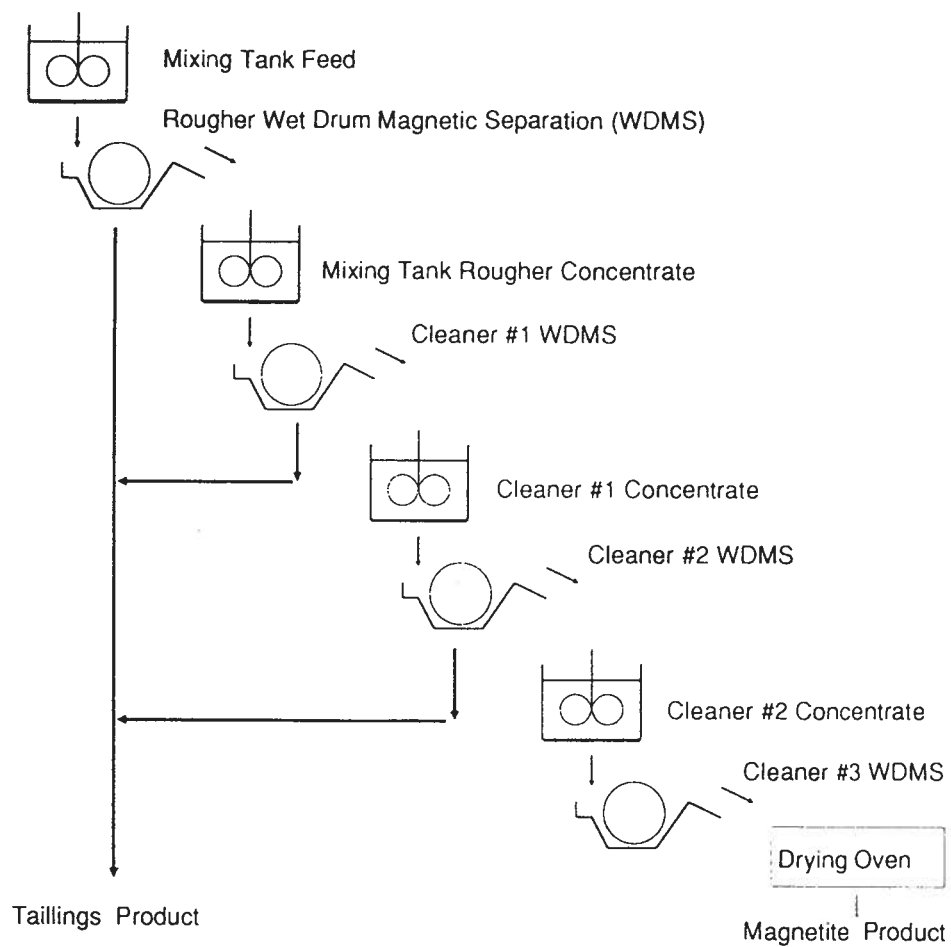 Mixing Tank Feed
Rougher Wet Drum Magnetic Separation (WDMS)
Mixing Tank Rougher Concentrate
Cleaner #1 WDMS
Cleaner #1 Concentrate
Cleaner #2 WDMS
Cleaner #2 Concentrate
Cleaner #3 WDMS
Drying Oven
Taillings Product
Magnetite Product